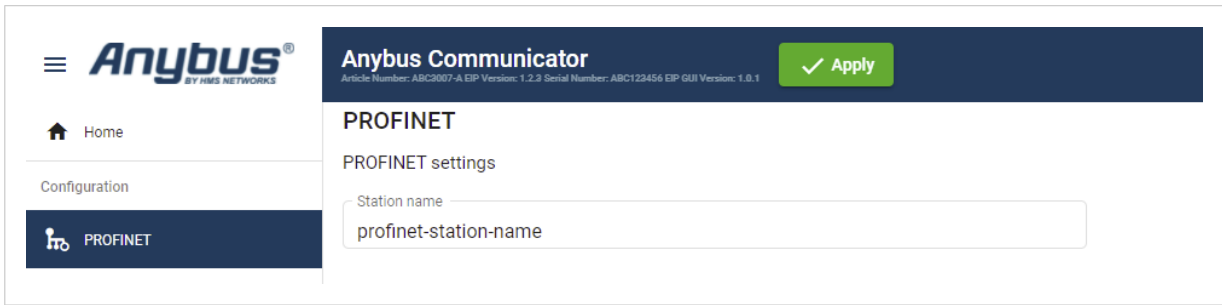 Anybus®
BY HMS NETWORKS
Anybus Communicator
Article Number: ABC3007-A EIP Version: 1.2.3 Serial Number: ABC123456 EIP GUI Version: 1.0.1
Apply
Home
Configuration
PROFINET
PROFINET
PROFINET settings
Station name
profinet-station-name